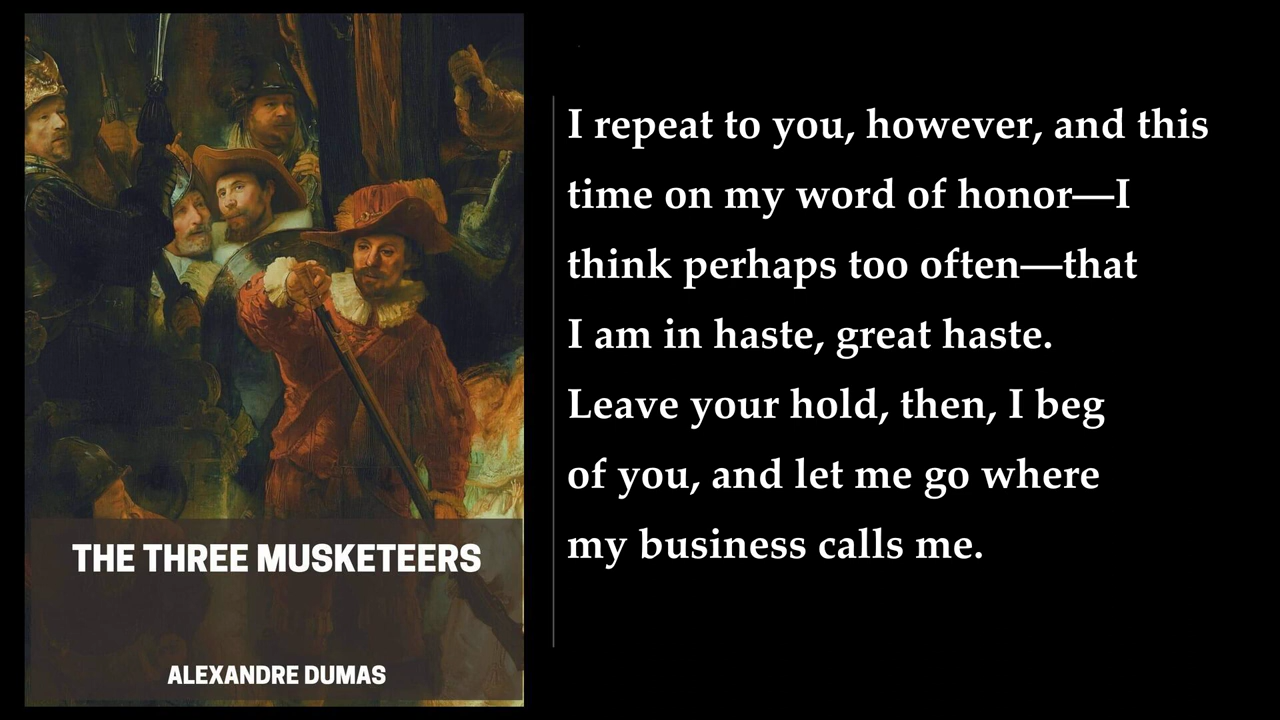 THE THREE MUSKETEERS
ALEXANDRE DUMAS
I repeat to you, however, and this
time on my word of honor—I
think perhaps too often—that
I am in haste, great haste.
Leave your hold, then, I beg
of you, and let me go where
my business calls me.